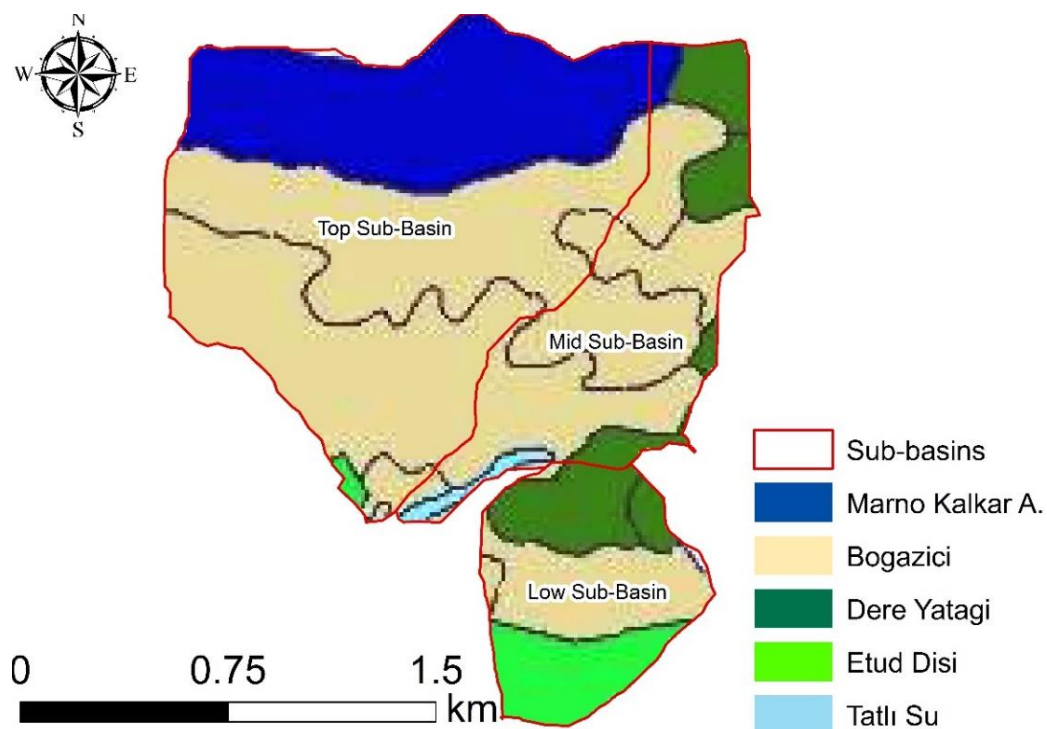 N
W E
S
Top Sub-Basin
Mid Sub-Basin
Low Sub-Basin
Sub-basins
Marno Kalkar A.
Bogazici
Dere Yatagi
Etud Disi
Tatlı Su
0 0.75 1.5
km